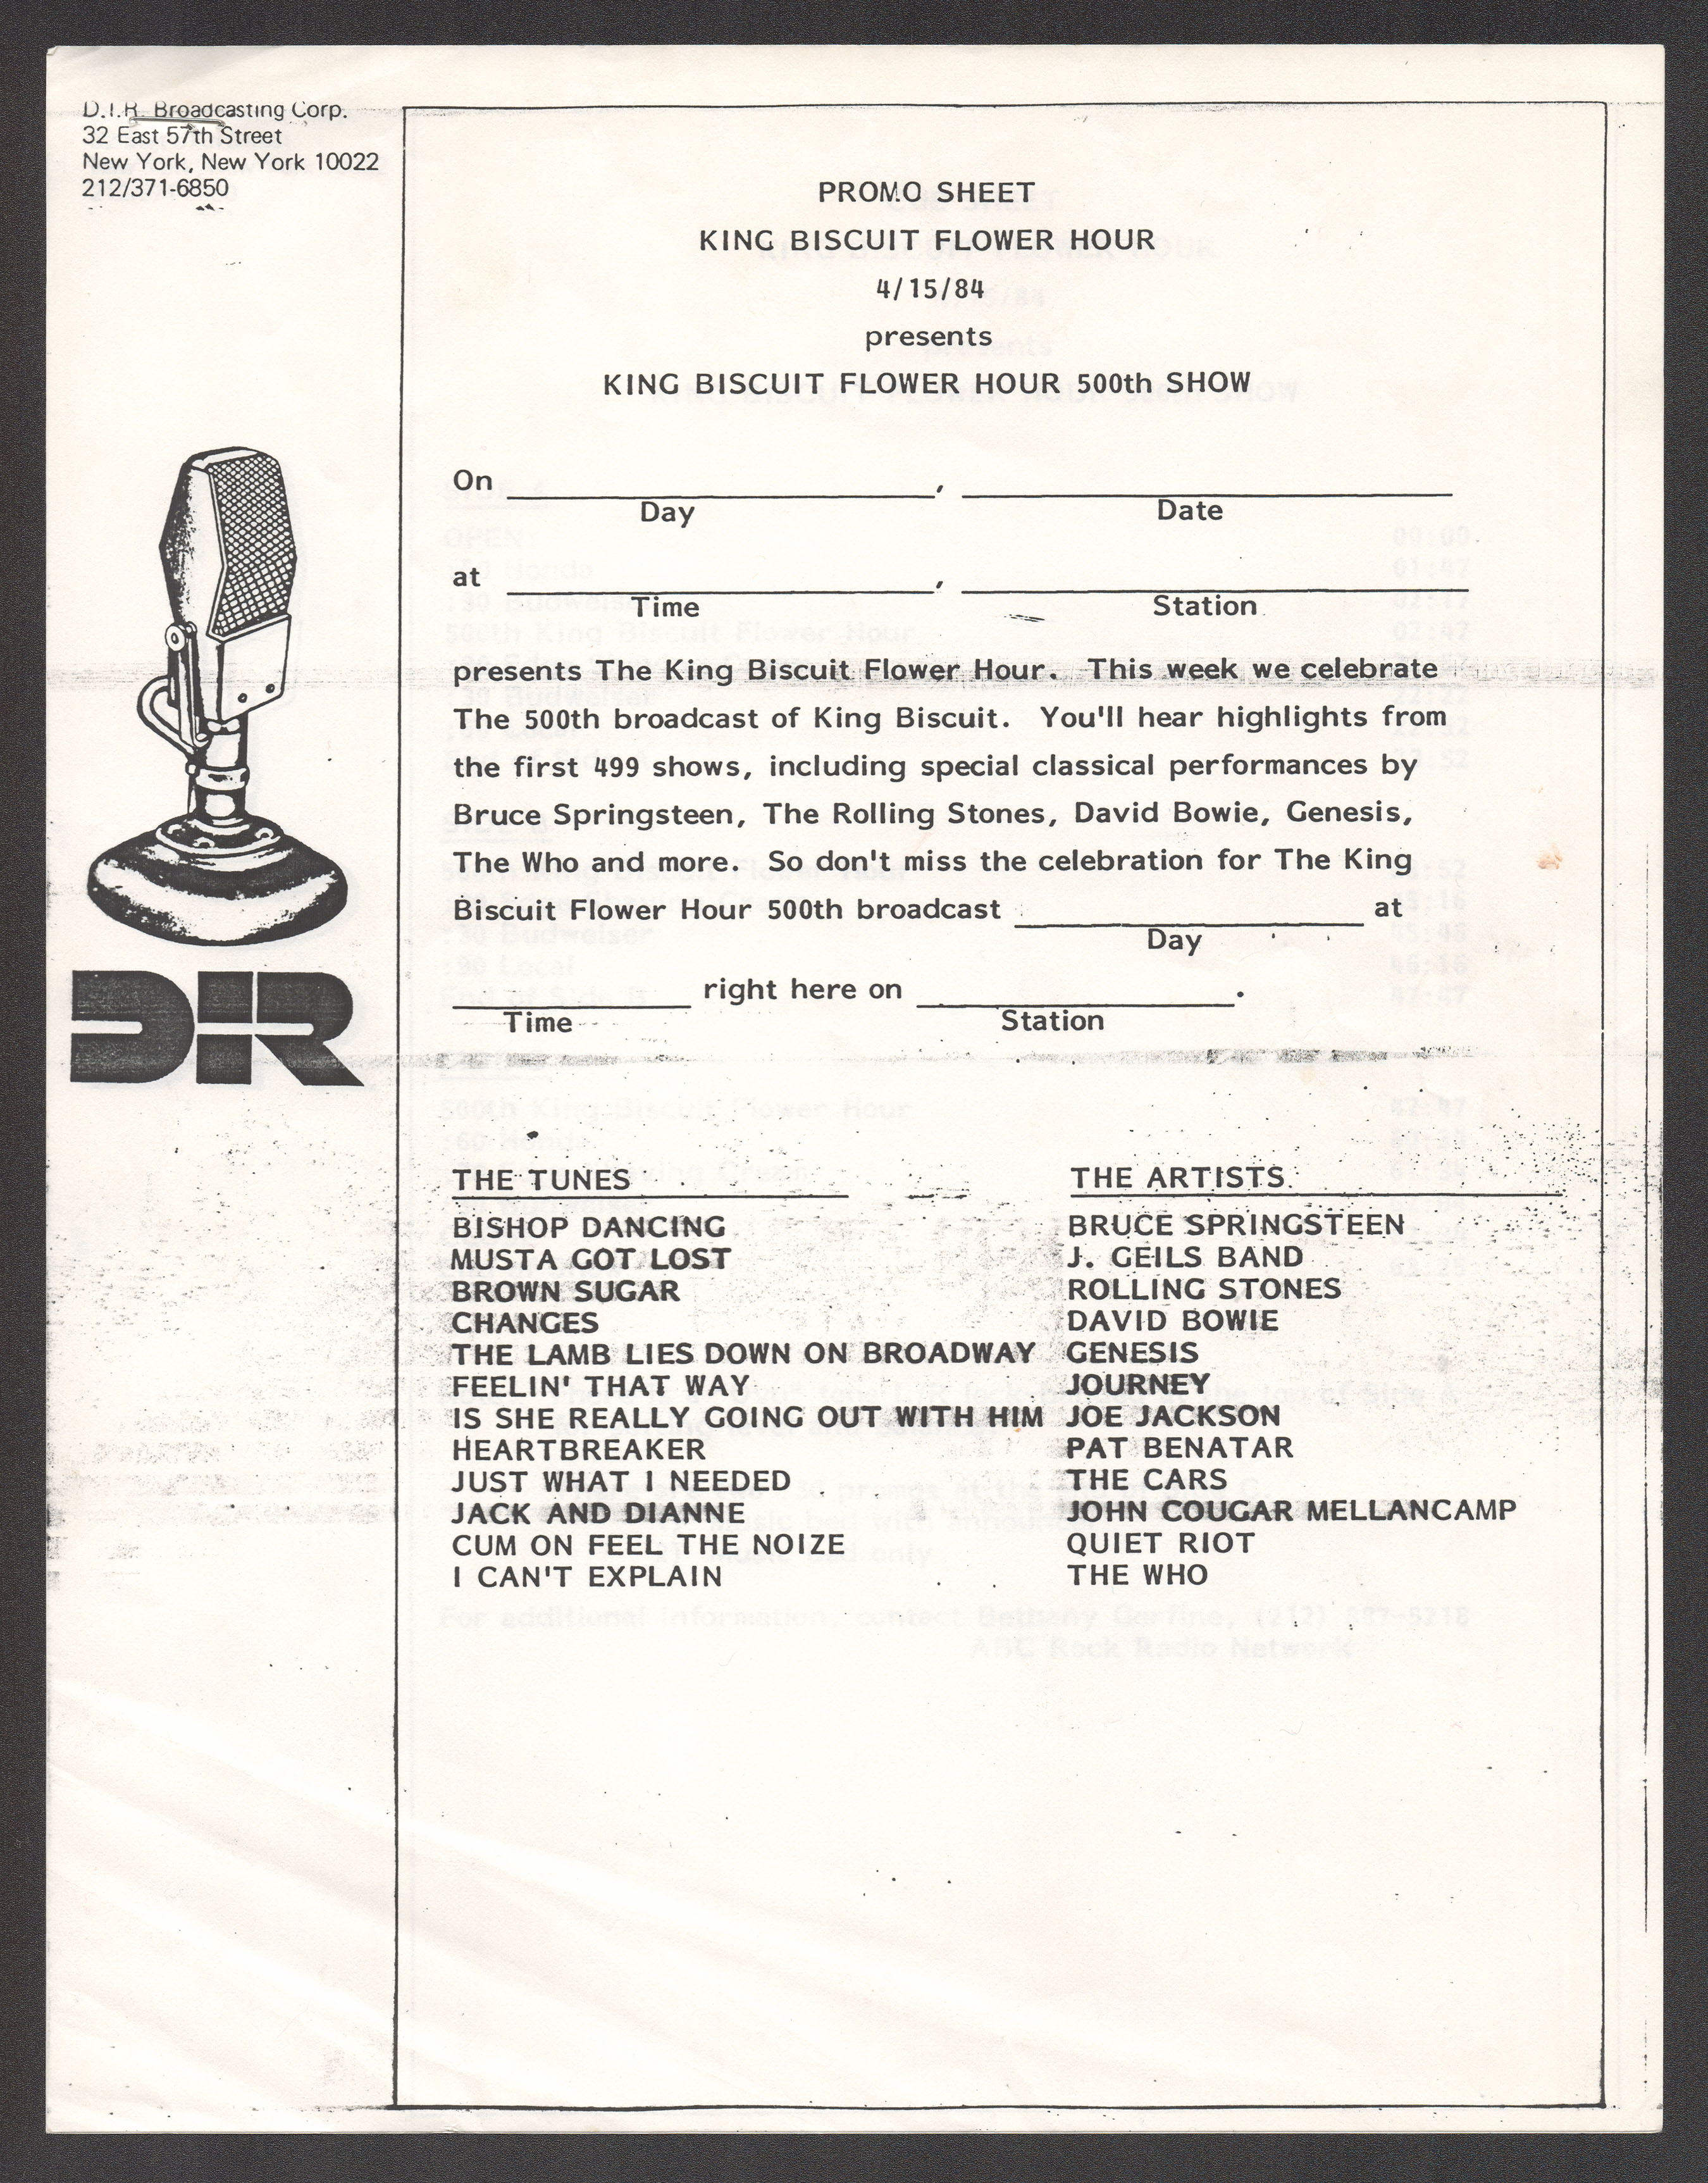 D.I.R. Broadcasting Corp.
32 East 57th Street
New York, New York 10022
212/371-6850
PROMO SHEET
KING BISCUIT FLOWER HOUR
4/15/84
presents
KING BISCUIT FLOWER HOUR 500th SHOW
On ____, ____
Day Date
at ____, ____
Time Station
presents The King Biscuit Flower Hour. This week we celebrate
The 500th broadcast of King Biscuit. You'll hear highlights from
the first 499 shows, including special classical performances by
Bruce Springsteen, The Rolling Stones, David Bowie, Genesis,
The Who and more. So don't miss the celebration for The King
Biscuit Flower Hour 500th broadcast ____ at
Day
____ right here on ____.
Time Station
DIR
THE TUNES THE ARTISTS
BISHOP DANCING BRUCE SPRINGSTEEN
MUSTA GOT LOST J. GEILS BAND
BROWN SUGAR ROLLING STONES
CHANGES DAVID BOWIE
THE LAMB LIES DOWN ON BROADWAY GENESIS
FEELIN' THAT WAY JOURNEY
IS SHE REALLY GOING OUT WITH HIM JOE JACKSON
HEARTBREAKER PAT BENATAR
JUST WHAT I NEEDED THE CARS
JACK AND DIANNE JOHN COUGAR MELLANCAMP
CUM ON FEEL THE NOIZE QUIET RIOT
I CAN'T EXPLAIN THE WHO